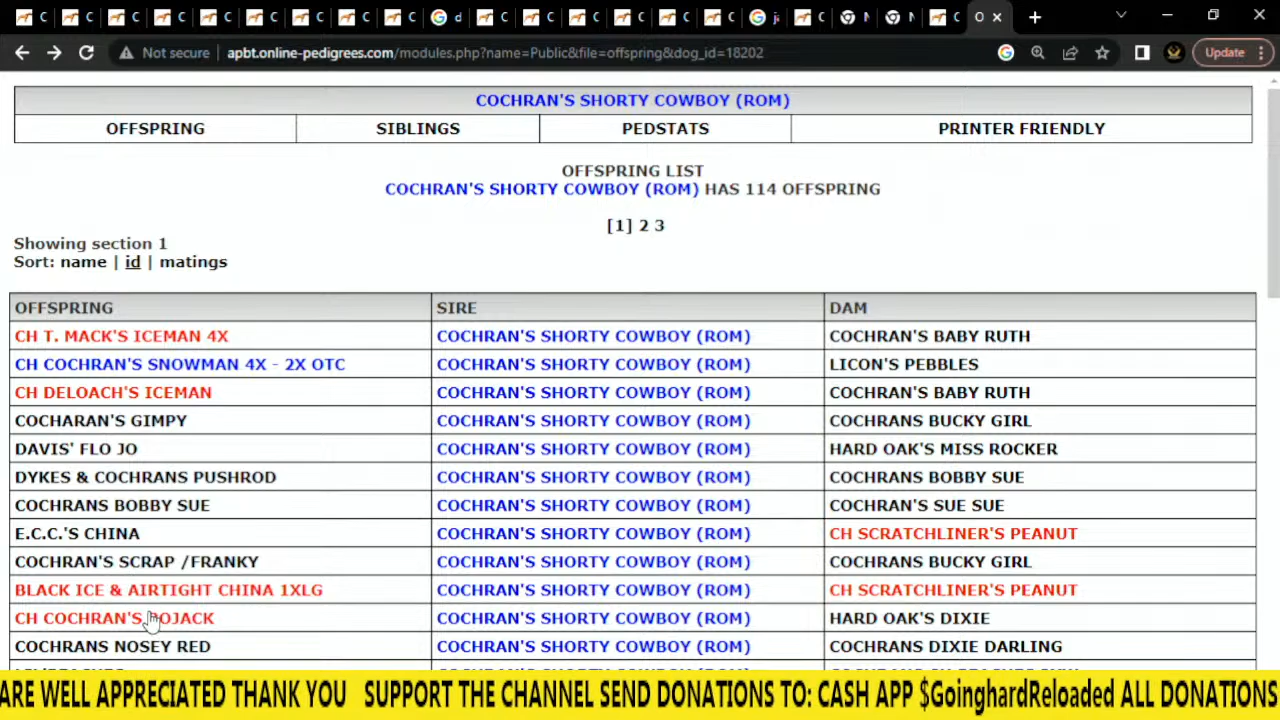 Not secure apbt.online-pedigrees.com/modules.php?name=Public&file=offspring&dog_id=18202
Update
COCHRAN'S SHORTY COWBOY (ROM)
OFFSPRING SIBLINGS PEDSTATS PRINTER FRIENDLY
OFFSPRING LIST
COCHRAN'S SHORTY COWBOY (ROM) HAS 114 OFFSPRING
[1] 2 3
Showing section 1
Sort: name | id | matings
OFFSPRING SIRE DAM
CH T. MACK'S ICEMAN 4X COCHRAN'S SHORTY COWBOY (ROM) COCHRAN'S BABY RUTH
CH COCHRAN'S SNOWMAN 4X - 2X OTC COCHRAN'S SHORTY COWBOY (ROM) LICON'S PEBBLES
CH DELOACH'S ICEMAN COCHRAN'S SHORTY COWBOY (ROM) COCHRAN'S BABY RUTH
COCHARAN'S GIMPY COCHRAN'S SHORTY COWBOY (ROM) COCHRANS BUCKY GIRL
DAVIS' FLO JO COCHRAN'S SHORTY COWBOY (ROM) HARD OAK'S MISS ROCKER
DYKES & COCHRANS PUSHROD COCHRAN'S SHORTY COWBOY (ROM) COCHRANS BOBBY SUE
COCHRANS BOBBY SUE COCHRAN'S SHORTY COWBOY (ROM) COCHRAN'S SUE SUE
E.C.C.'S CHINA COCHRAN'S SHORTY COWBOY (ROM) CH SCRATCHLINER'S PEANUT
COCHRAN'S SCRAP /FRANKY COCHRAN'S SHORTY COWBOY (ROM) COCHRANS BUCKY GIRL
BLACK ICE & AIRTIGHT CHINA 1XLG COCHRAN'S SHORTY COWBOY (ROM) CH SCRATCHLINER'S PEANUT
CH COCHRAN'S COCHRAN'S SHORTY COWBOY (ROM) HARD OAK'S DIXIE
COCHRANS NOSEY RED COCHRAN'S SHORTY COWBOY (ROM) COCHRANS DIXIE DARLING
ARE WELL APPRECIATED THANK YOU SUPPORT THE CHANNEL SEND DONATIONS TO: CASH APP $GoinghardReloaded ALL DONATIONS